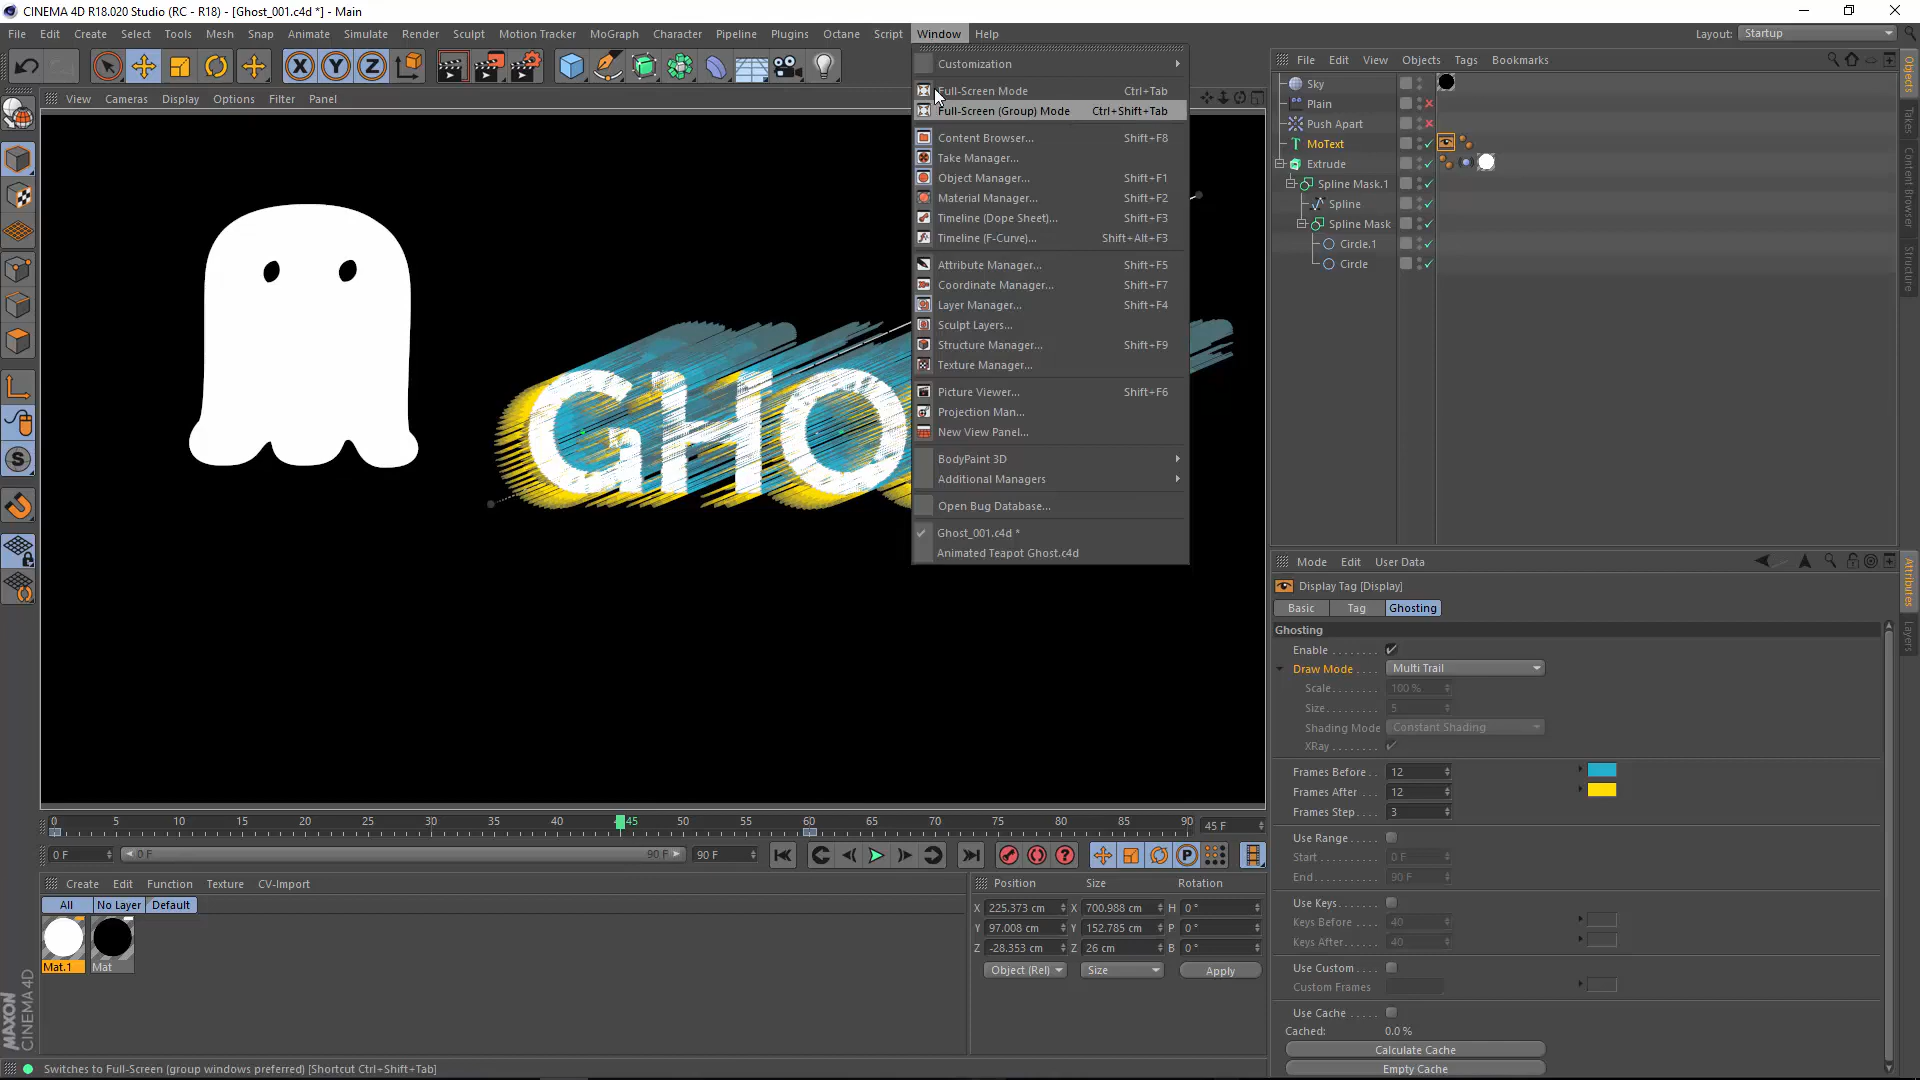 CINEMA 4D R18.020 Studio (RC - R18) - [Ghost_001.c4d *] - Main
File Edit Create Select Tools Mesh Snap Animate Simulate Render Sculpt Motion Tracker MoGraph Character Pipeline Plugins Octane Script Window Help
Layout: Startup
X Y Z
View Cameras Display Options Filter Panel
GHO
Customization
Full-Screen Mode Ctrl+Tab
Full-Screen (Group) Mode Ctrl+Shift+Tab
Content Browser... Shift+F8
Take Manager...
Object Manager... Shift+F1
Material Manager... Shift+F2
Timeline (Dope Sheet)... Shift+F3
Timeline (F-Curve)... Shift+Alt+F3
Attribute Manager... Shift+F5
Coordinate Manager... Shift+F7
Layer Manager... Shift+F4
Sculpt Layers...
Structure Manager... Shift+F9
Texture Manager...
Picture Viewer... Shift+F6
Projection Man...
New View Panel...
BodyPaint 3D
Additional Managers
Open Bug Database...
Ghost_001.c4d *
Animated Teapot Ghost.c4d
File Edit View Objects Tags Bookmarks
Sky
Plain
Push Apart
MoText
Extrude
Spline Mask.1
Spline
Spline Mask
Circle.1
Circle
Objects
Takes
Content Browser
Structure
Mode Edit User Data
Display Tag [Display]
Basic Tag Ghosting
Ghosting
Enable
Draw Mode Multi Trail
Scale 100 %
Size 5
Shading Mode Constant Shading
XRay
Frames Before 12
Frames After 12
Frames Step 3
Use Range
Start 0 F
End 90 F
Use Keys
Keys Before 40
Keys After 40
Use Custom
Custom Frames
Use Cache
Cached: 0.0 %
Calculate Cache
Empty Cache
Attributes
Layers
0 5 10 15 20 25 30 35 40 45 50 55 60 65 70 75 80 85 90
45 F
0 F 0 F 90 F 90 F
P
Create Edit Function Texture CV-Import
All No Layer Default
Mat.1 Mat
Position Size Rotation
X 225.373 cm X 700.988 cm H 0 °
Y 97.008 cm Y 152.785 cm P 0 °
Z -28.353 cm Z 26 cm B 0 °
Object (Rel) Size Apply
MAXON
CINEMA 4D
Switches to Full-Screen (group windows preferred) [Shortcut Ctrl+Shift+Tab]